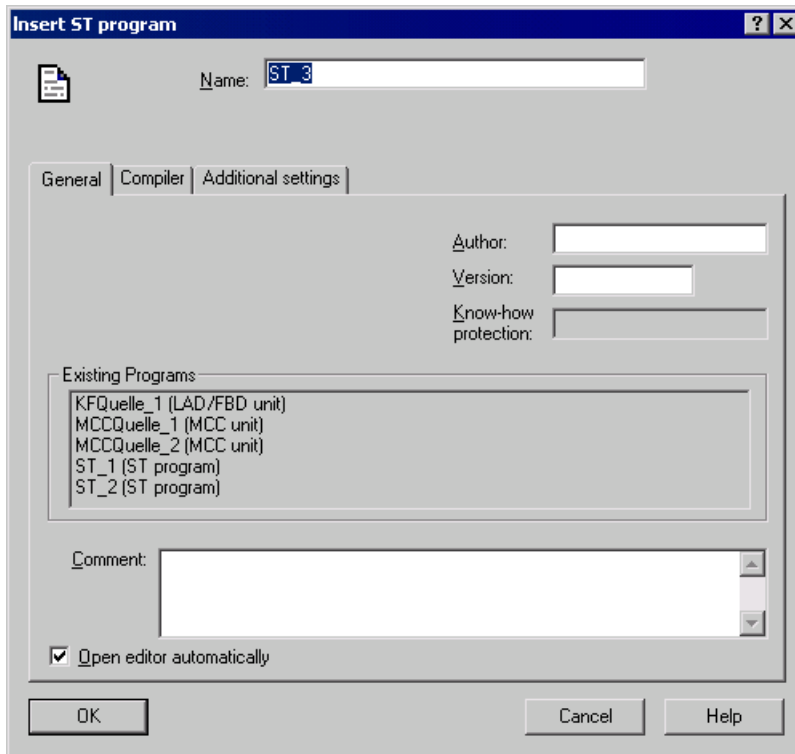 Insert ST program
Name: ST_3
General Compiler Additional settings
Author:
Version:
Know-how
protection:
Existing Programs
KFQuelle_1 (LAD/FBD unit)
MCCQuelle_1 (MCC unit)
MCCQuelle_2 (MCC unit)
ST_1 (ST program)
ST_2 (ST program)
Comment:
Open editor automatically
OK Cancel Help